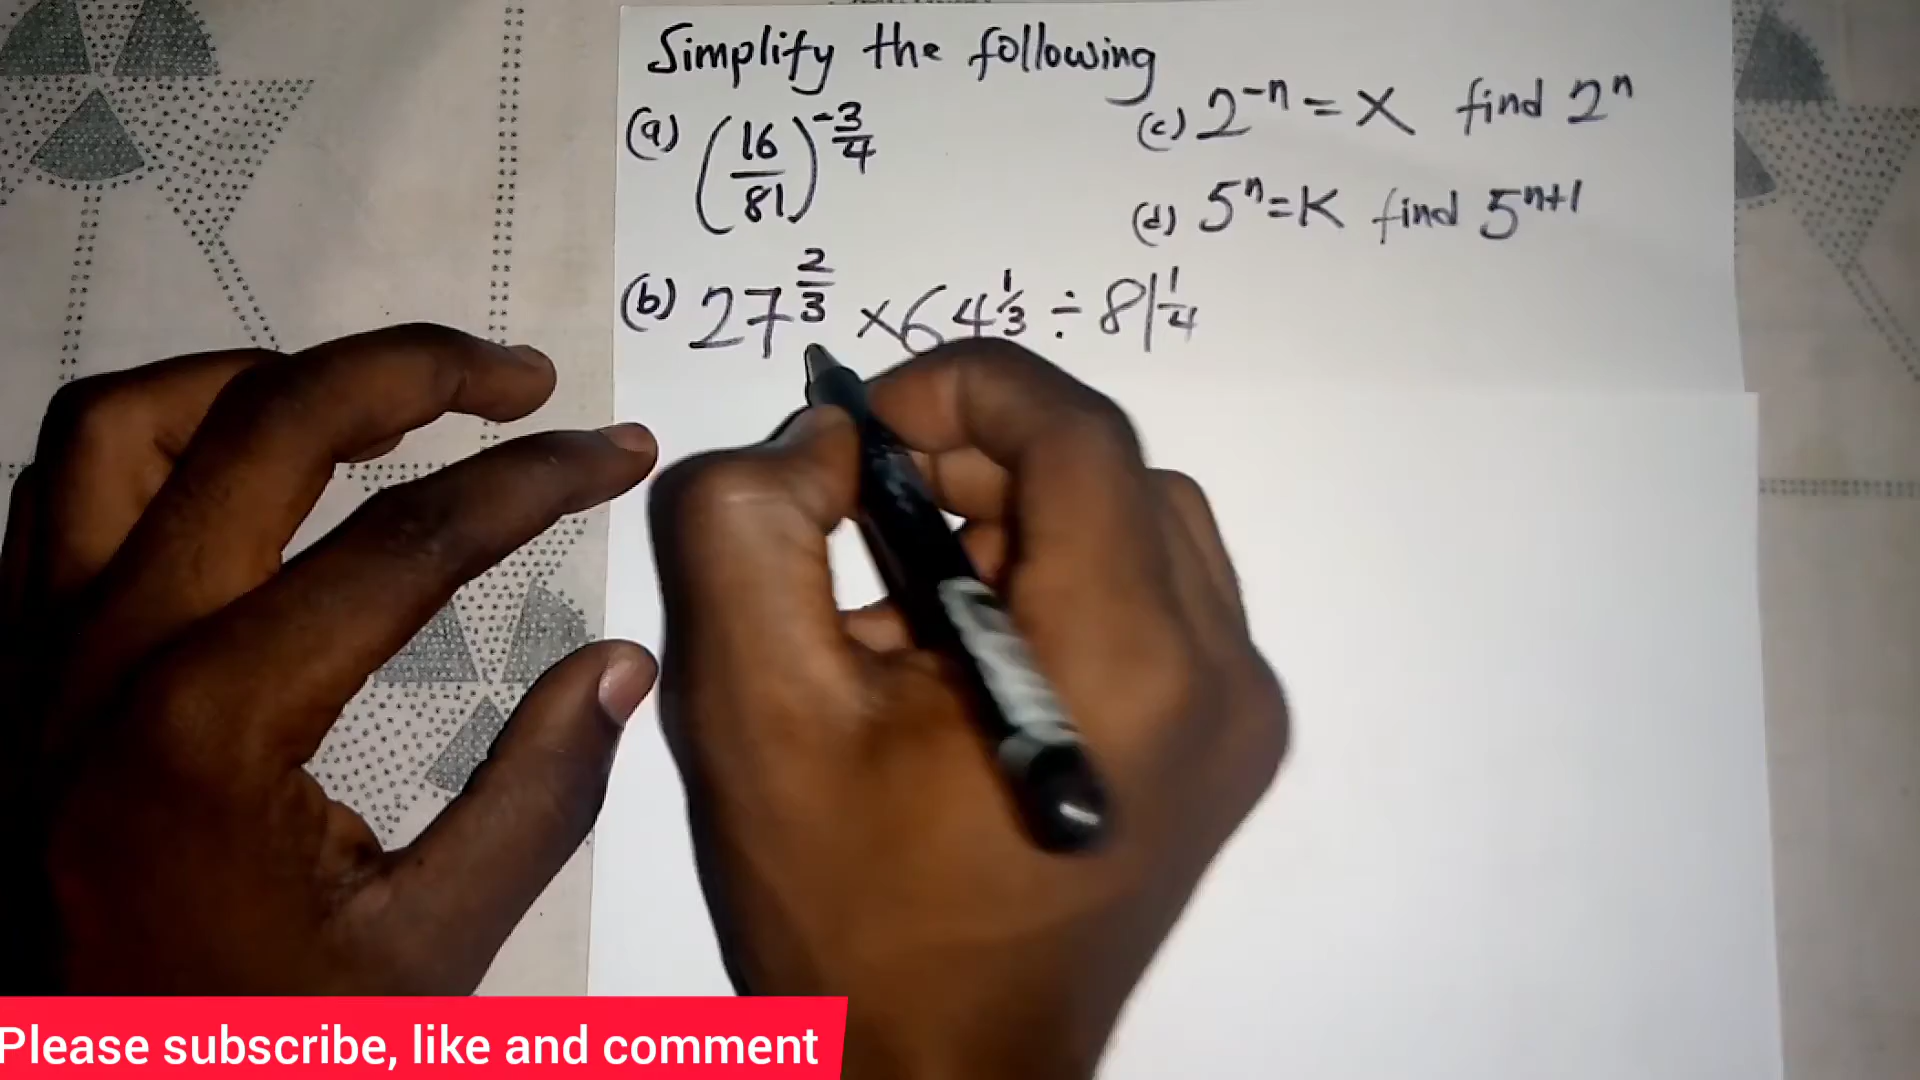 Simplify the following
(a) (16/81)^-3/4
(b) 27^2/3 × 64^1/3 ÷ 81^1/4
(c) 2^-n = X find 2^n
(d) 5^n = K find 5^n+1
Please subscribe, like and comment